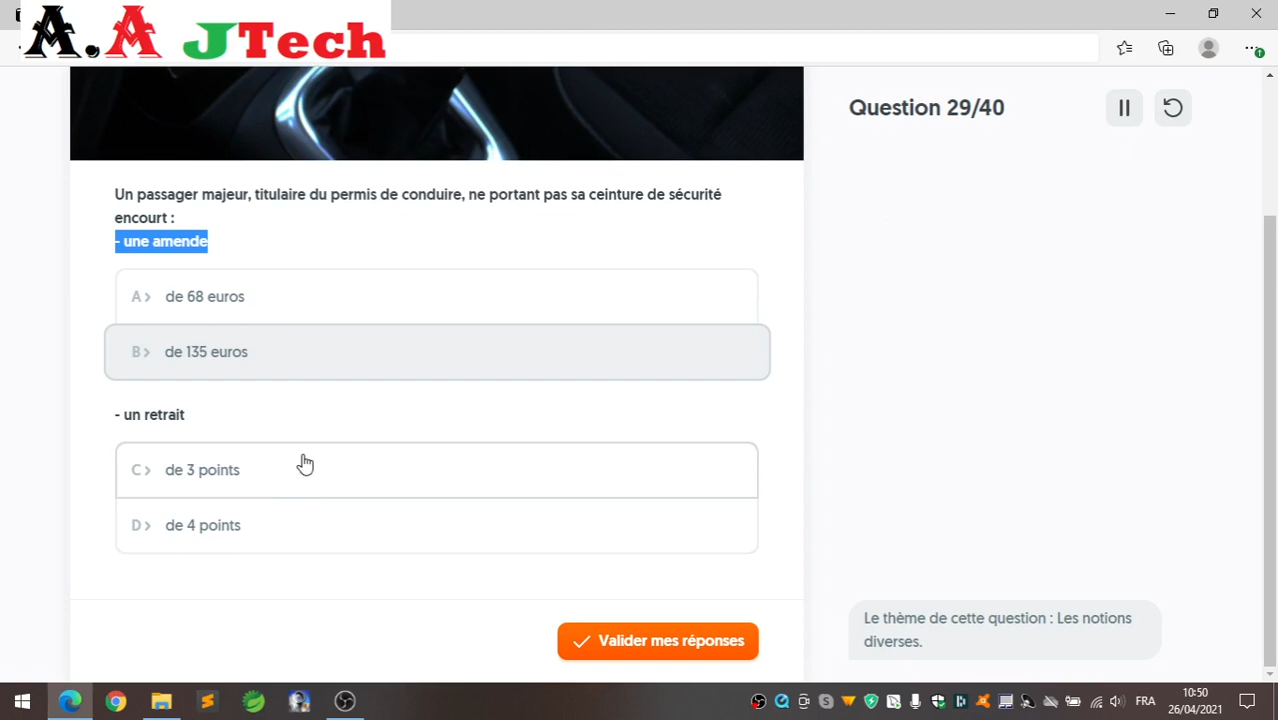 A.A JTech
Question 29/40
Un passager majeur, titulaire du permis de conduire, ne portant pas sa ceinture de sécurité
encourt :
- une amende
A de 68 euros
B de 135 euros
- un retrait
C de 3 points
D de 4 points
Valider mes réponses
Le thème de cette question : Les notions
diverses.
FRA
10:50
26/04/2021